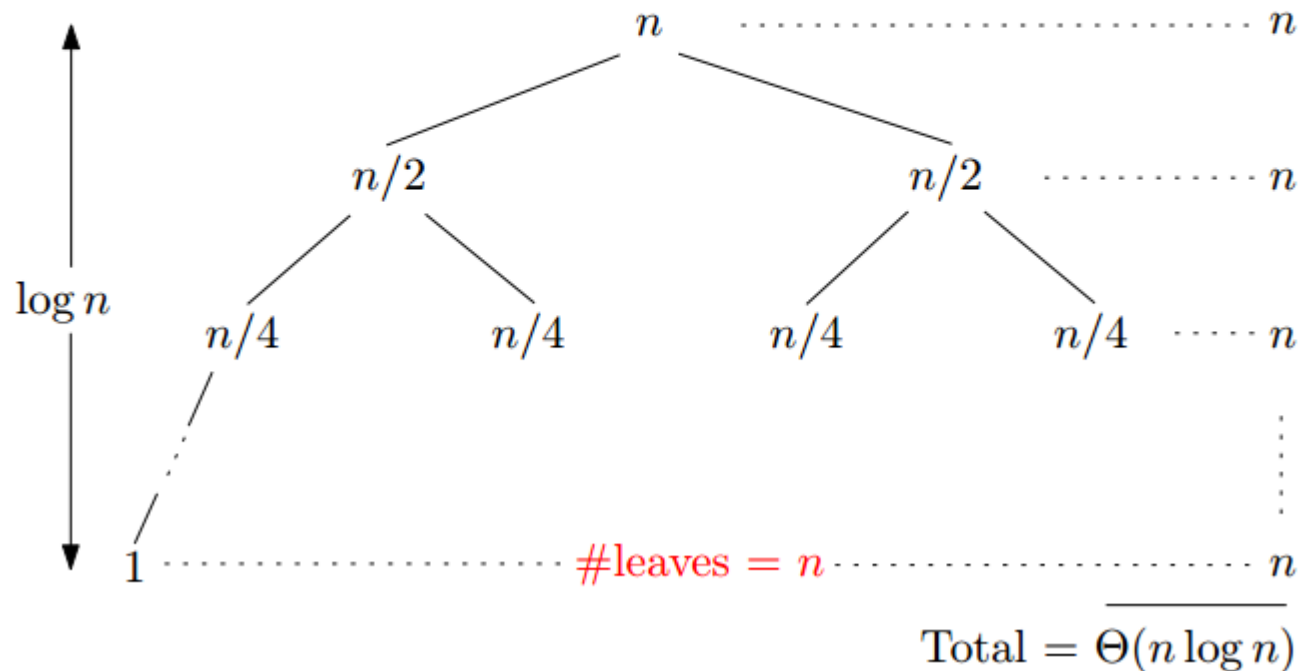 n n
n/2 n/2 n
log n
n/4 n/4 n/4 n/4 n
1 #leaves = n n
Total = Θ(n log n)